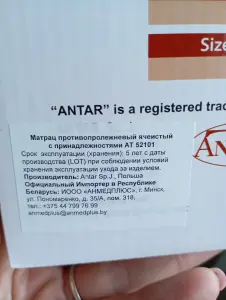 Size
“ANTAR” is a registered trad
Матрац противопролежневый ячеистый
с принадлежностями АТ 52101
Срок эксплуатации (хранения): 5 лет с даты
производства (LOT) при соблюдении условий
хранения эксплуатации ухода за изделием.
Производитель: Antar Sp.J., Польша
Официальный Импортер в Республике
Беларусь: ИООО «АНМЕДПЛЮС», г.Минск,
ул. Пономаренко, д. 35/А, пом. 318,
тел.: +375 44 799 76 99
anmedplus@anmedplus.by
AN